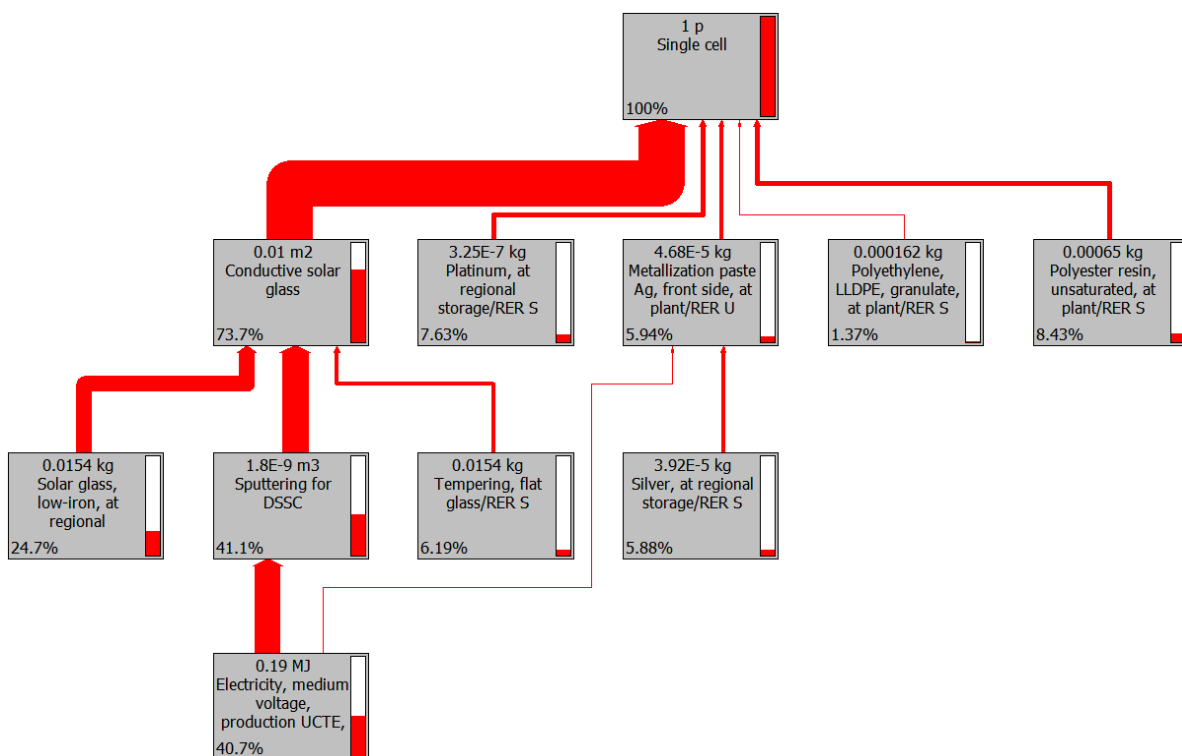 1 p
Single cell
100%
0.01 m2
Conductive solar
glass
73.7%
3.25E-7 kg
Platinum, at
regional
storage/RER S
7.63%
4.68E-5 kg
Metallization paste
Ag, front side, at
plant/RER U
5.94%
0.000162 kg
Polyethylene,
LLDPE, granulate,
at plant/RER S
1.37%
0.00065 kg
Polyester resin,
unsaturated, at
plant/RER S
8.43%
0.0154 kg
Solar glass,
low-iron, at
regional
24.7%
1.8E-9 m3
Sputtering for
DSSC
41.1%
0.0154 kg
Tempering, flat
glass/RER S
6.19%
3.92E-5 kg
Silver, at regional
storage/RER S
5.88%
0.19 MJ
Electricity, medium
voltage,
production UCTE,
40.7%